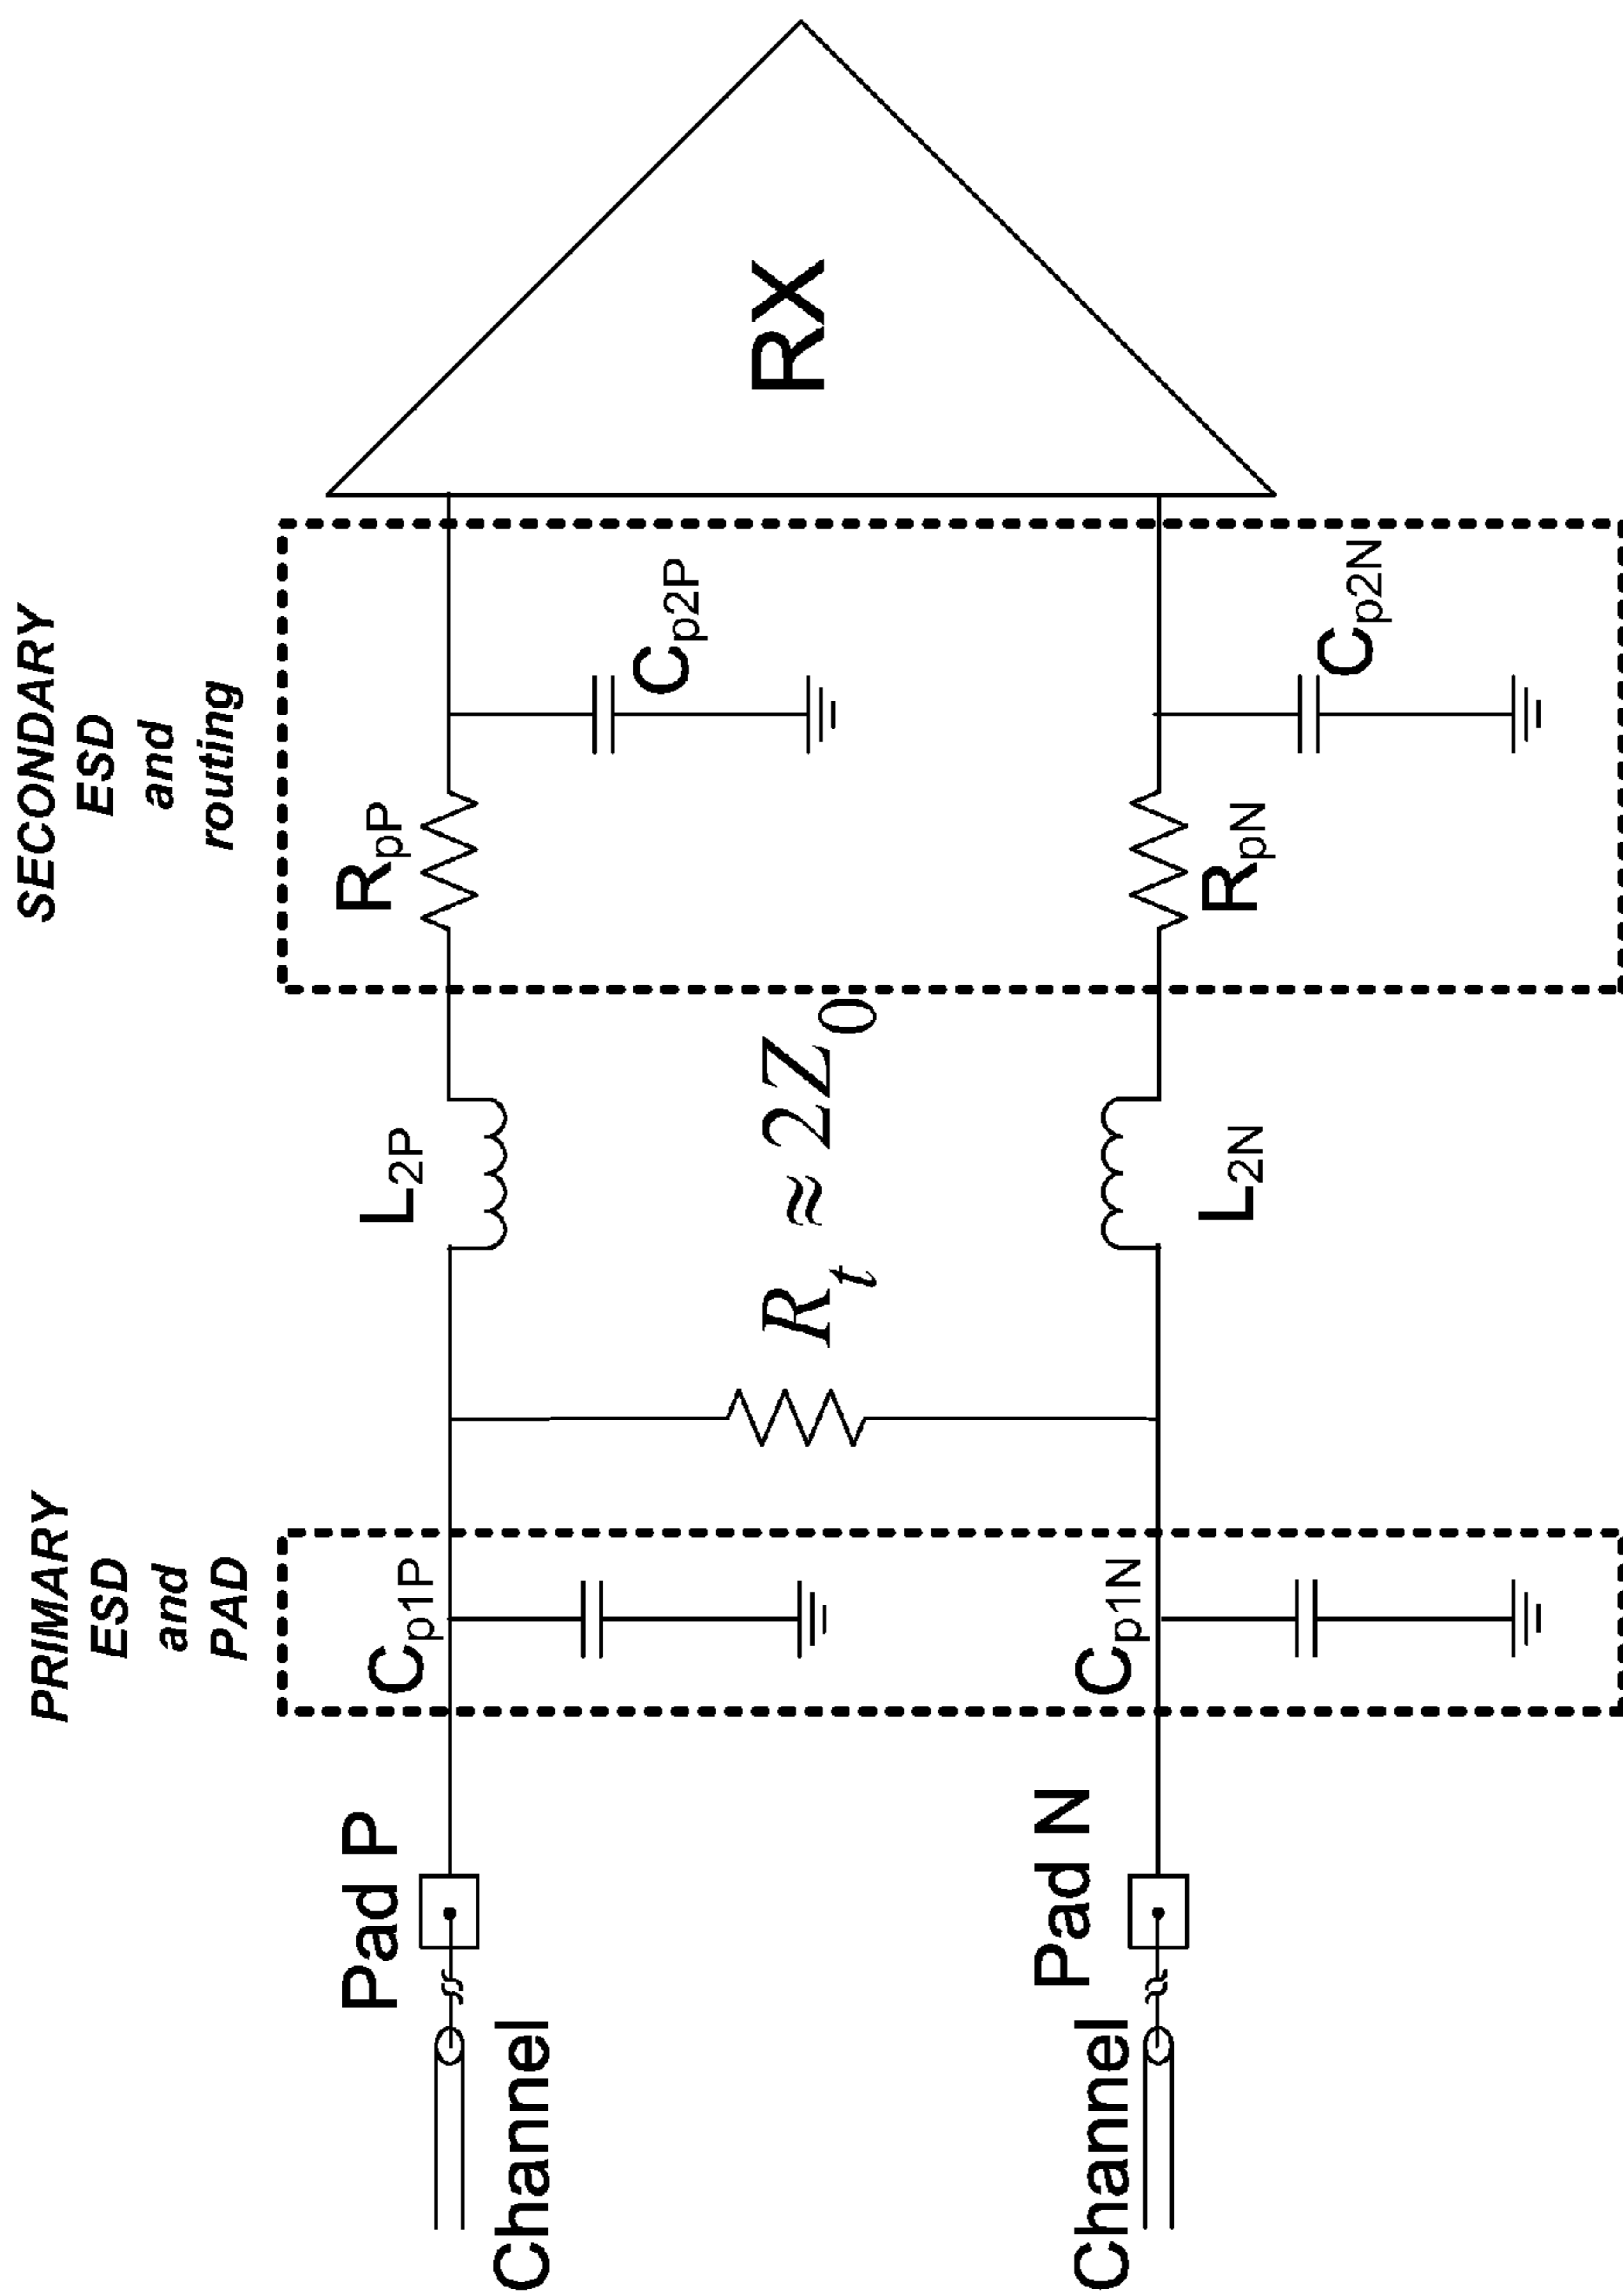 PRIMARY
ESD
and
PAD
SECONDARY
ESD
and
routing
Channel
Pad P
C_p1P
L_2P
R_pP
C_p2P
R_t ≈ 2Z_0
RX
Channel
Pad N
C_p1N
L_2N
R_pN
C_p2N